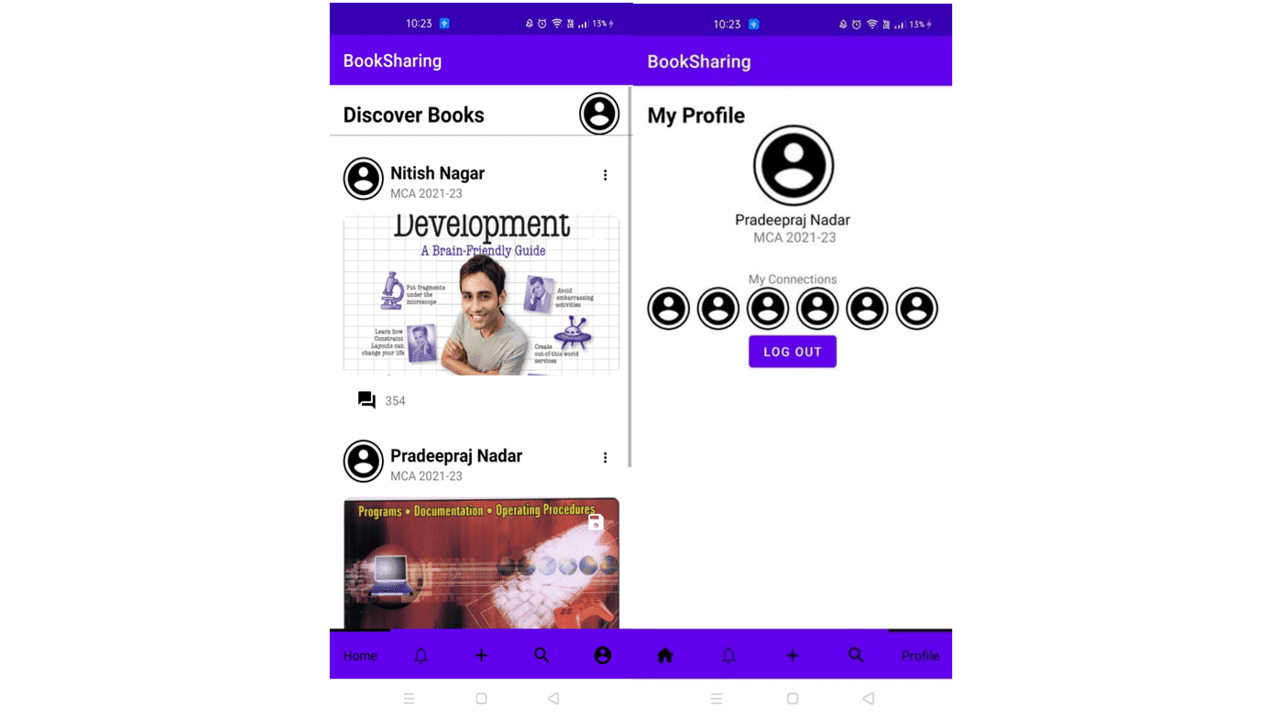 10:23
13%
BookSharing
Discover Books
Nitish Nagar
MCA 2021-23
Development
A Brain-Friendly Guide
Put fragments
under the
microscope
Avoid
embarrassing
activities
Learn how
Constraint
Layouts can
change your life
Create
out-of-this-world
services
354
Pradeepraj Nadar
MCA 2021-23
Programs • Documentation • Operating Procedures
Home
10:23
13%
BookSharing
My Profile
Pradeepraj Nadar
MCA 2021-23
My Connections
LOG OUT
Profile